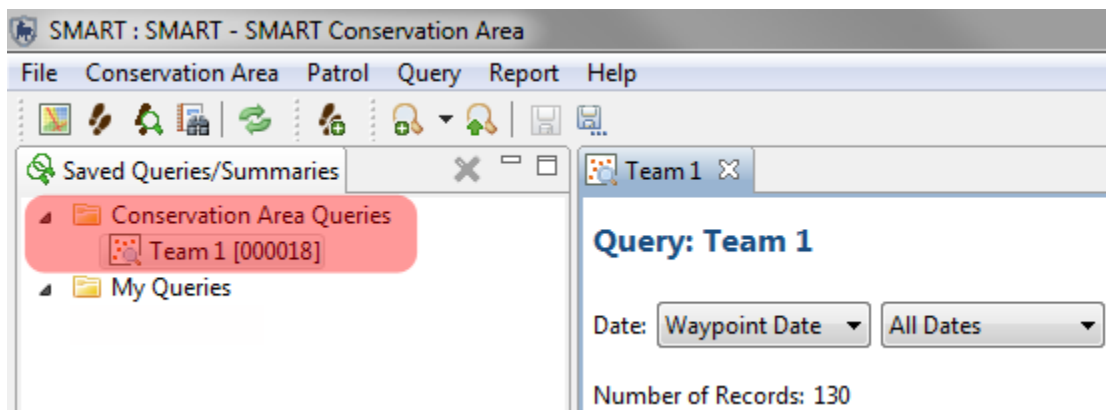 SMART : SMART - SMART Conservation Area
File Conservation Area Patrol Query Report Help
Saved Queries/Summaries
Conservation Area Queries
Team 1 [000018]
My Queries
Team 1
Query: Team 1
Date: Waypoint Date All Dates
Number of Records: 130